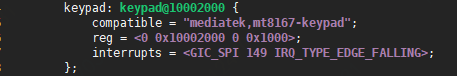 keypad: keypad@10002000 {
compatible = "mediatek,mt8167-keypad";
reg = <0 0x10002000 0 0x1000>;
interrupts = <GIC_SPI 149 IRQ_TYPE_EDGE_FALLING>;
};